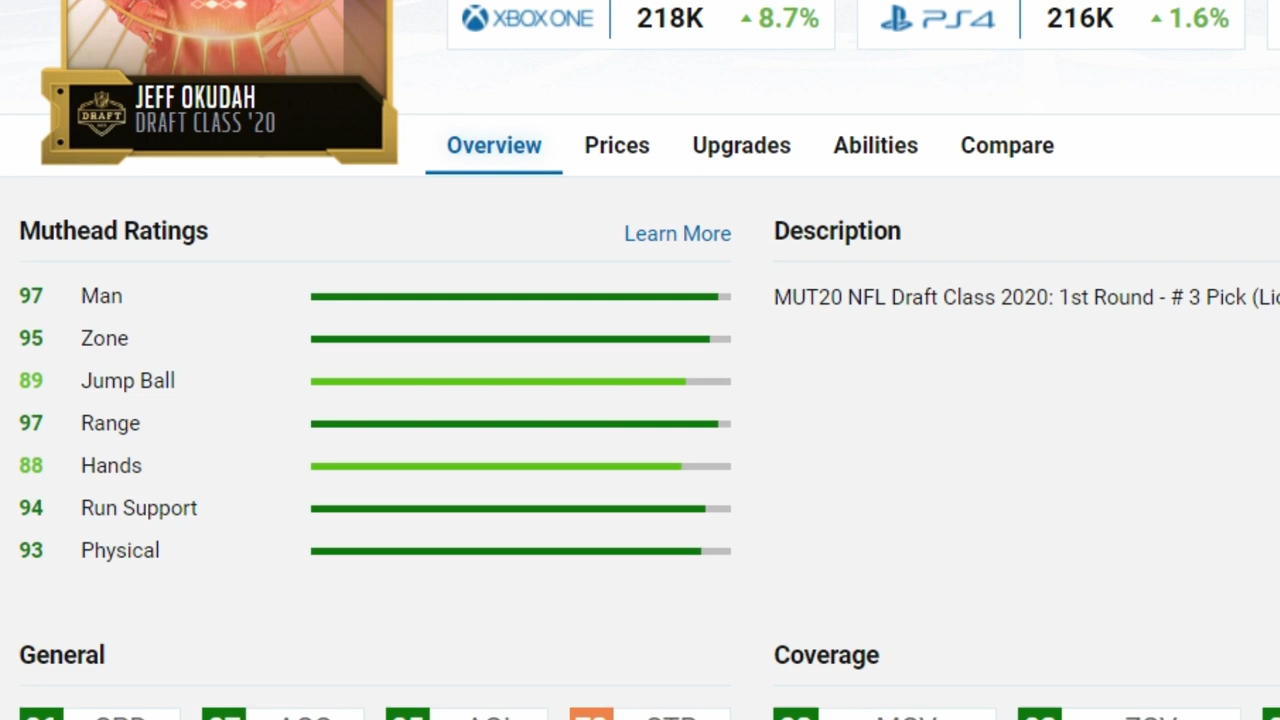 XBOX ONE 218K 8.7% PS4 216K 1.6%
JEFF OKUDAH
DRAFT
DRAFT CLASS '20
Overview Prices Upgrades Abilities Compare
Muthead Ratings Learn More Description
97 Man MUT20 NFL Draft Class 2020: 1st Round - # 3 Pick (Li
95 Zone
89 Jump Ball
97 Range
88 Hands
94 Run Support
93 Physical
General Coverage